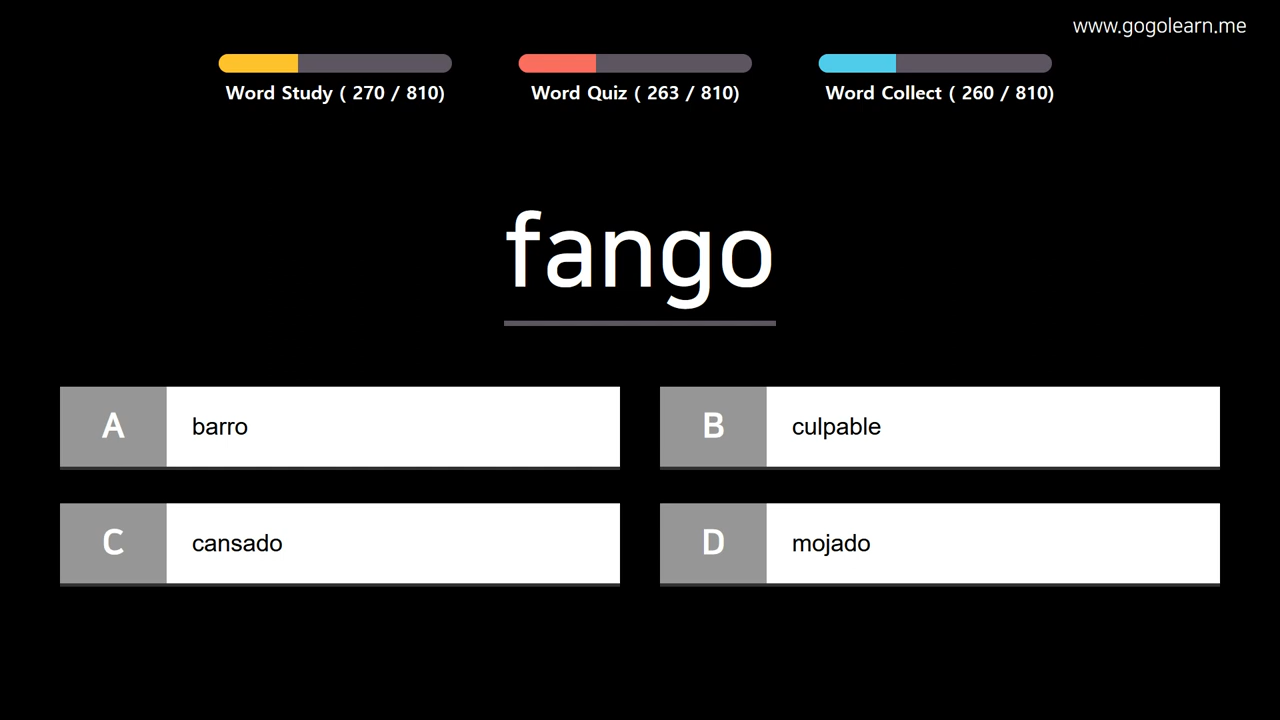 www.gogolearn.me
Word Study ( 270 / 810)
Word Quiz ( 263 / 810)
Word Collect ( 260 / 810)
fango
A barro
B culpable
C cansado
D mojado